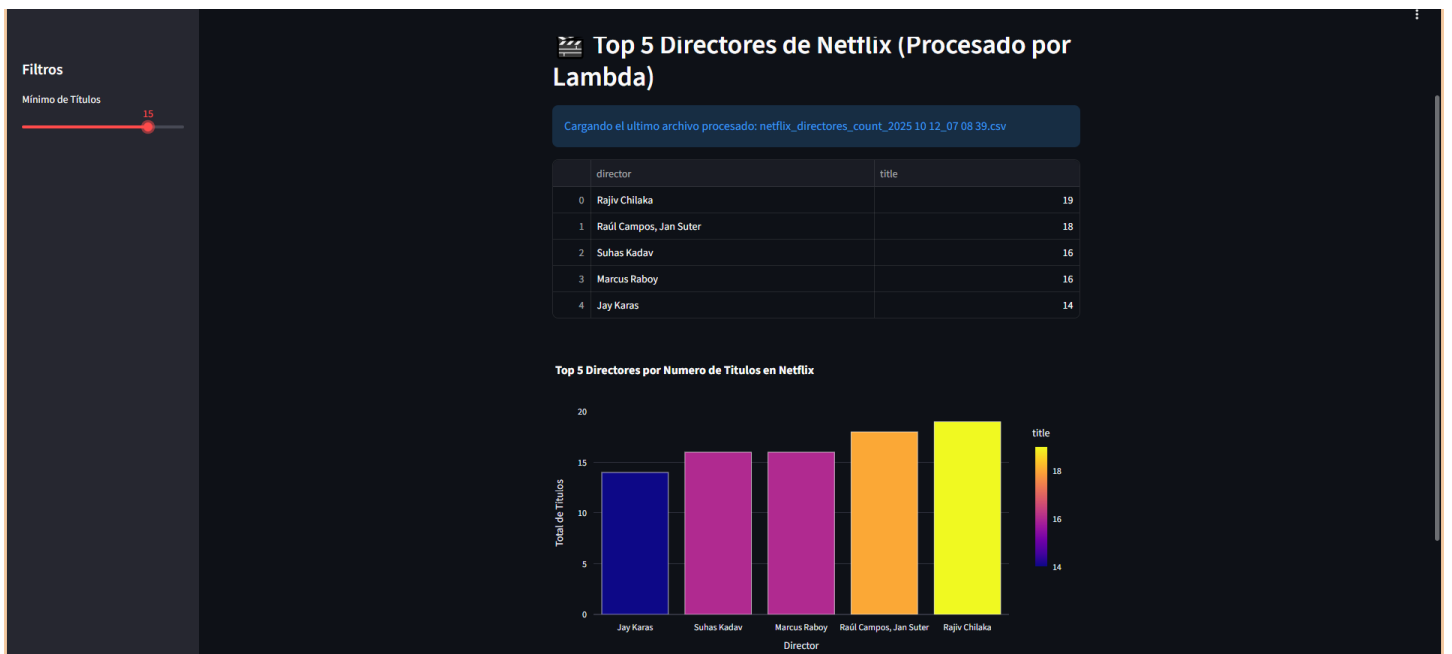 Filtros
Mínimo de Títulos
15
🎬 Top 5 Directores de Netflix (Procesado por
Lambda)
Cargando el ultimo archivo procesado: netflix_directores_count_2025 10 12_07 08 39.csv
director title
0 Rajiv Chilaka 19
1 Raúl Campos, Jan Suter 18
2 Suhas Kadav 16
3 Marcus Raboy 16
4 Jay Karas 14
Top 5 Directores por Numero de Titulos en Netflix
Total de Títulos
20
15
10
5
0
Jay Karas Suhas Kadav Marcus Raboy Raúl Campos, Jan Suter Rajiv Chilaka
Director
title
18
16
14